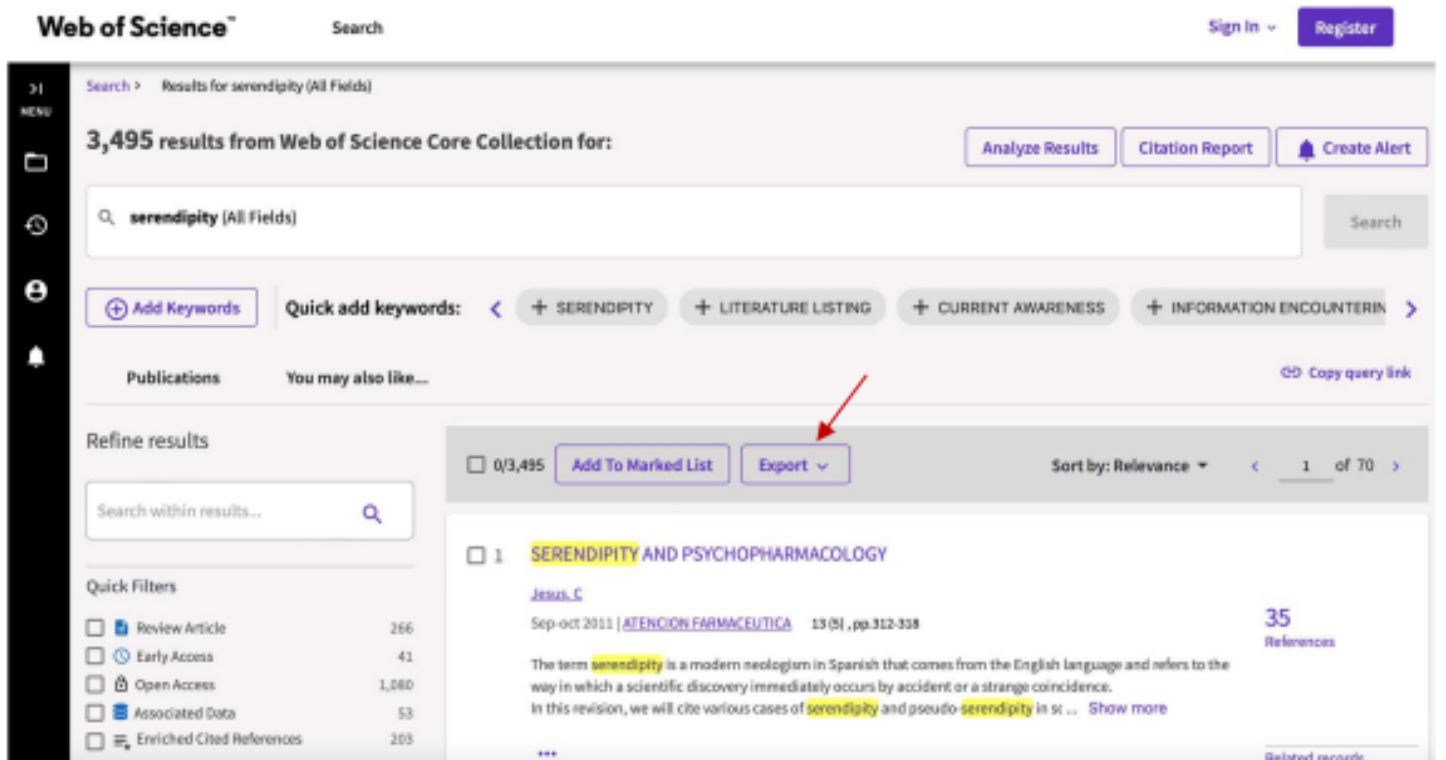 Web of Science™ Search Sign In Register
MENU
Search > Results for serendipity (All Fields)
3,495 results from Web of Science Core Collection for:
Analyze Results Citation Report Create Alert
serendipity (All Fields)
Search
Add Keywords Quick add keywords: < + SERENDIPITY + LITERATURE LISTING + CURRENT AWARENESS + INFORMATION ENCOUNTERIN >
Publications You may also like... Copy query link
Refine results
0/3,495 Add To Marked List Export Sort by: Relevance < 1 of 70 >
Search within results...
Quick Filters
Review Article 266
Early Access 41
Open Access 1,080
Associated Data 53
Enriched Cited References 203
1 SERENDIPITY AND PSYCHOPHARMACOLOGY
Jesus, C
Sep-oct 2011 | ATENCION FARMACEUTICA 13 (5) , pp.312-318
The term serendipity is a modern neologism in Spanish that comes from the English language and refers to the
way in which a scientific discovery immediately occurs by accident or a strange coincidence.
In this revision, we will cite various cases of serendipity and pseudo-serendipity in sc ... Show more
•••
35
References
Related records